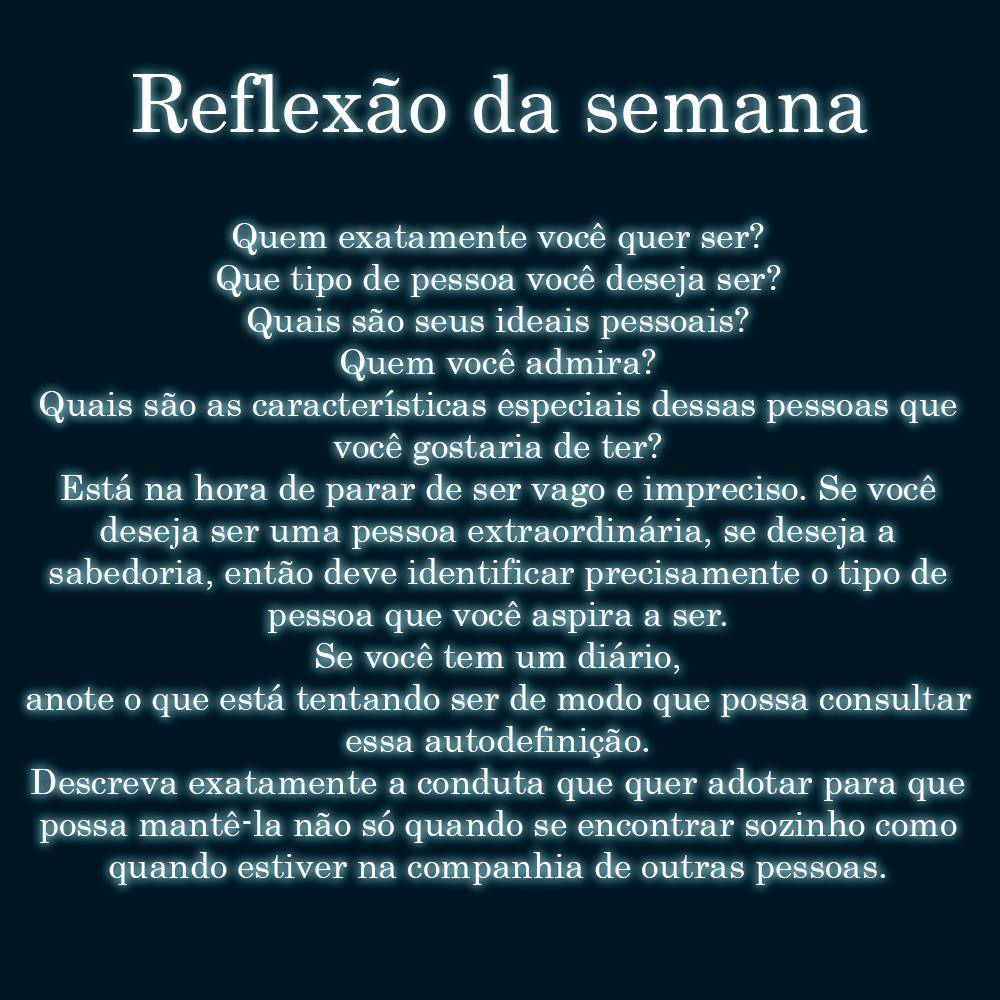 Reflexão da semana
Quem exatamente você quer ser?
Que tipo de pessoa você deseja ser?
Quais são seus ideais pessoais?
Quem você admira?
Quais são as características especiais dessas pessoas que
você gostaria de ter?
Está na hora de parar de ser vago e impreciso. Se você
deseja ser uma pessoa extraordinária, se deseja a
sabedoria, então deve identificar precisamente o tipo de
pessoa que você aspira a ser.
Se você tem um diário,
anote o que está tentando ser de modo que possa consultar
essa autodefinição.
Descreva exatamente a conduta que quer adotar para que
possa mantê-la não só quando se encontrar sozinho como
quando estiver na companhia de outras pessoas.